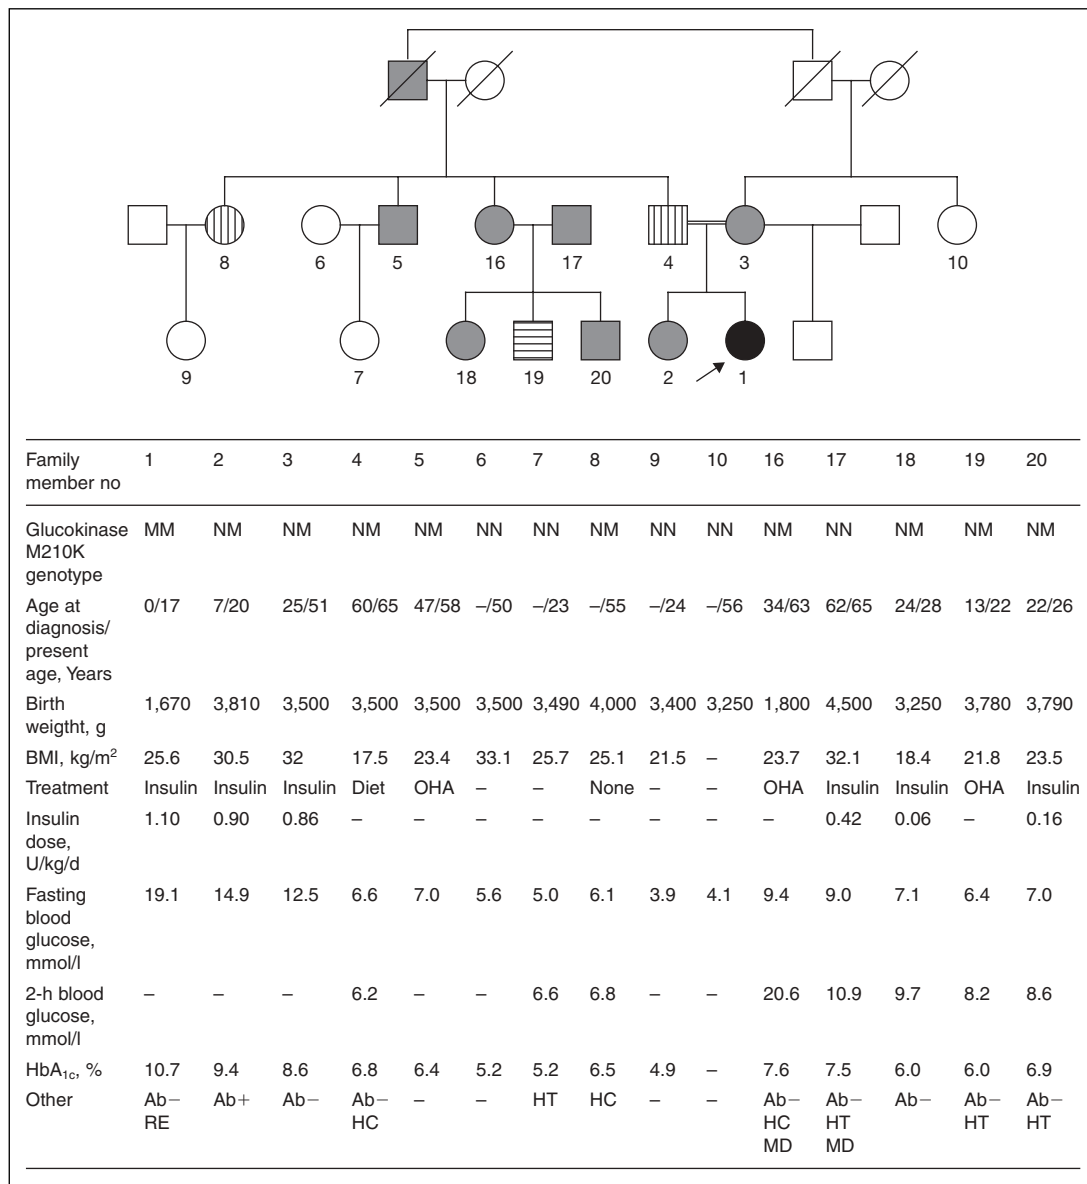 8 6 5 16 17 4 3 10
9 7 18 19 20 2 1
Family member no 1 2 3 4 5 6 7 8 9 10 16 17 18 19 20
Glucokinase M210K genotype MM NM NM NM NM NN NN NM NN NN NM NN NM NM NM
Age at diagnosis/ present age, Years 0/17 7/20 25/51 60/65 47/58 –/50 –/23 –/55 –/24 –/56 34/63 62/65 24/28 13/22 22/26
Birth weigtht, g 1,670 3,810 3,500 3,500 3,500 3,500 3,490 4,000 3,400 3,250 1,800 4,500 3,250 3,780 3,790
BMI, kg/m² 25.6 30.5 32 17.5 23.4 33.1 25.7 25.1 21.5 – 23.7 32.1 18.4 21.8 23.5
Treatment Insulin Insulin Insulin Diet OHA – – None – – OHA Insulin Insulin OHA Insulin
Insulin dose, U/kg/d 1.10 0.90 0.86 – – – – – – – – 0.42 0.06 – 0.16
Fasting blood glucose, mmol/l 19.1 14.9 12.5 6.6 7.0 5.6 5.0 6.1 3.9 4.1 9.4 9.0 7.1 6.4 7.0
2-h blood glucose, mmol/l – – – 6.2 – – 6.6 6.8 – – 20.6 10.9 9.7 8.2 8.6
HbA1c, % 10.7 9.4 8.6 6.8 6.4 5.2 5.2 6.5 4.9 – 7.6 7.5 6.0 6.0 6.9
Other Ab− Ab+ Ab− Ab− – – HT HC – – Ab− Ab− Ab− Ab− Ab−
RE HC HC HT HT HT
MD MD